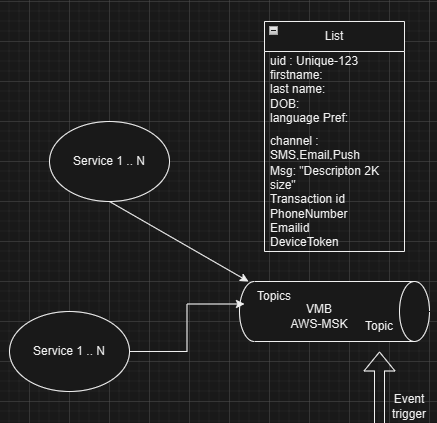 List
uid : Unique-123
firstname:
last name:
DOB:
language Pref:
channel :
SMS,Email,Push
Msg: "Descripton 2K
size"
Transaction id
PhoneNumber
Emailid
DeviceToken
Service 1 .. N
Topics
VMB
AWS-MSK
Topic
Service 1 .. N
Event
trigger